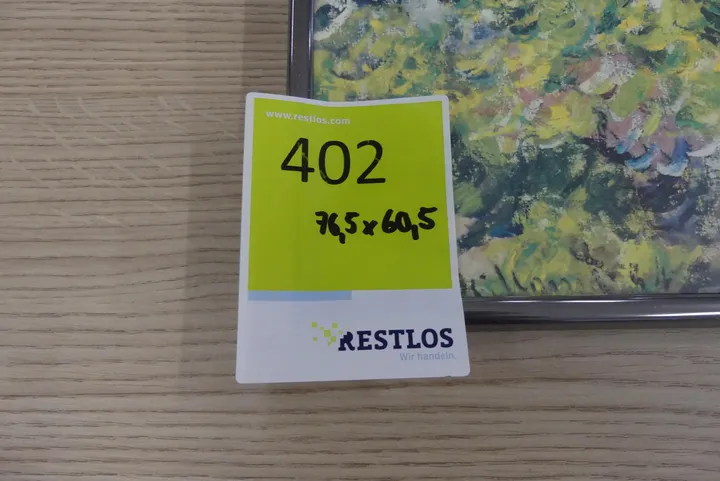 www.restlos.com
402
76,5 x 60,5
RESTLOS
Wir handeln.